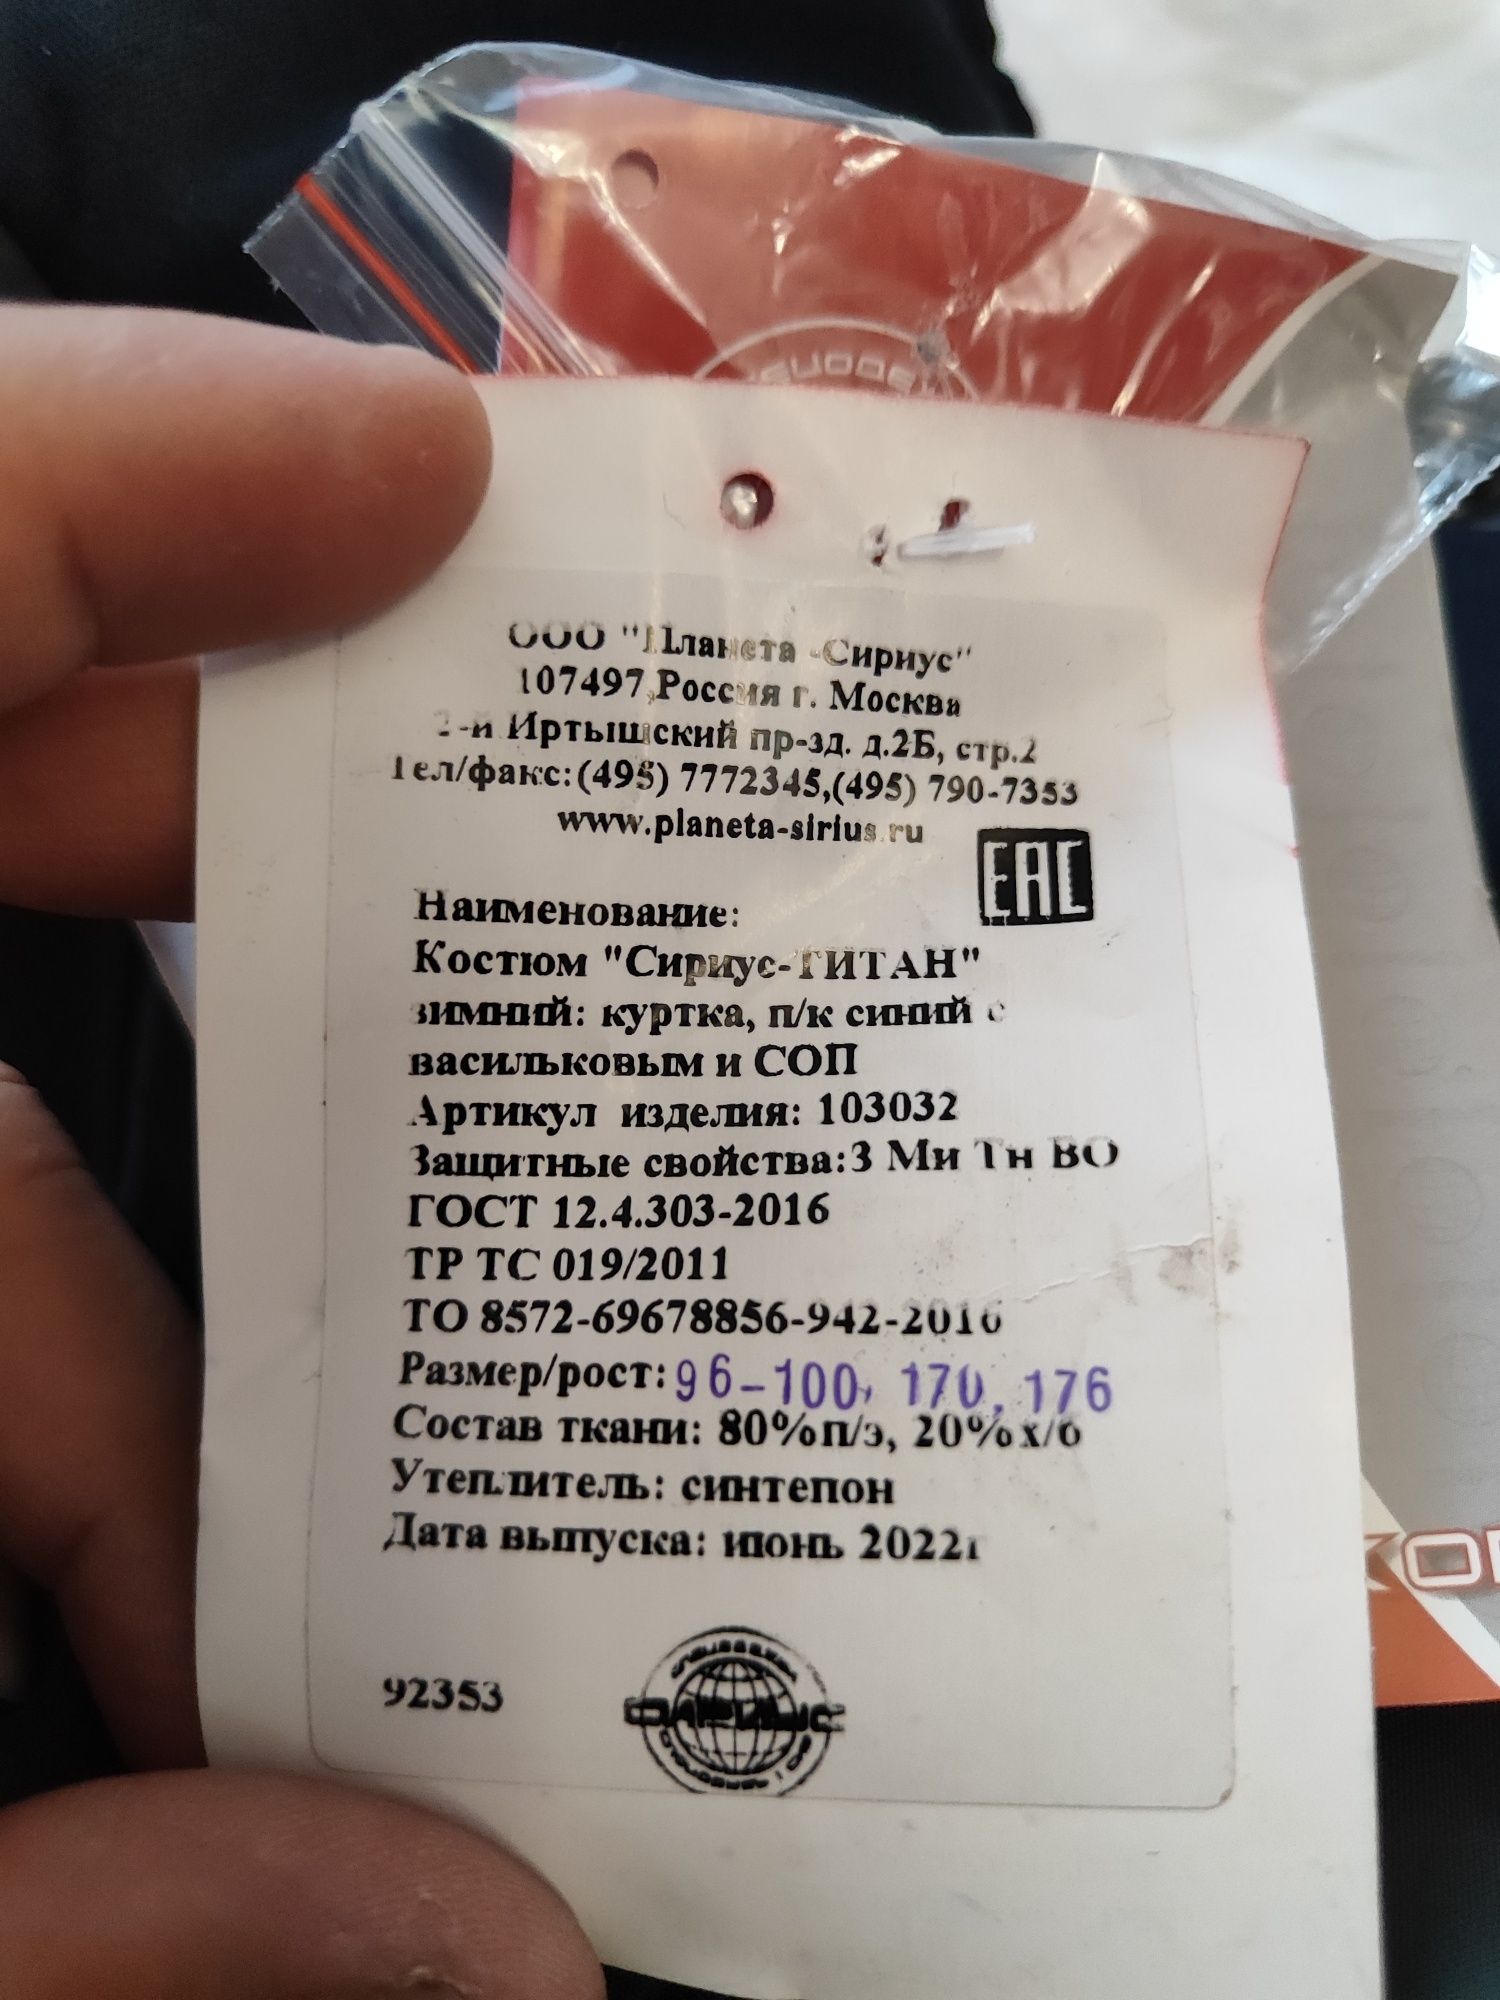 ООО "Планета -Сириус"
107497,Россия г. Москва
2-й Иртышский пр-зд. д.2Б, стр.2
Тел/факс:(495) 7772345,(495) 790-7353
www.planeta-sirius.ru
EAC
Наименование:
Костюм "Сириус-ТИТАН"
зимний: куртка, п/к синий с
васильковым и СОП
Артикул изделия: 103032
Защитные свойства:З Ми Тн ВО
ГОСТ 12.4.303-2016
ТР ТС 019/2011
ТО 8572-69678856-942-2016
Размер/рост: 96-100, 170, 176
Состав ткани: 80%п/э, 20%х/б
Утеплитель: синтепон
Дата выпуска: июнь 2022г
92353